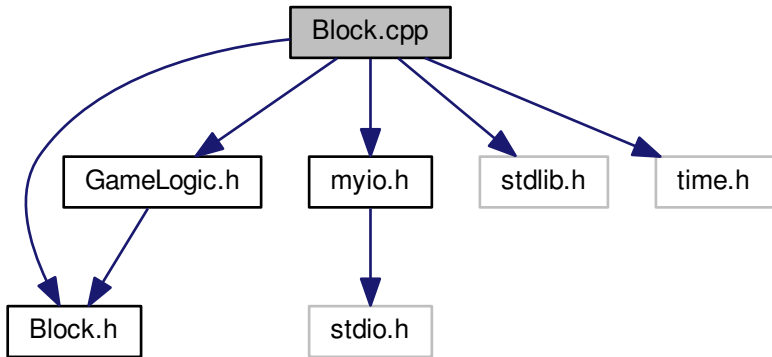 Block.cpp
GameLogic.h
myio.h
stdlib.h
time.h
Block.h
stdio.h